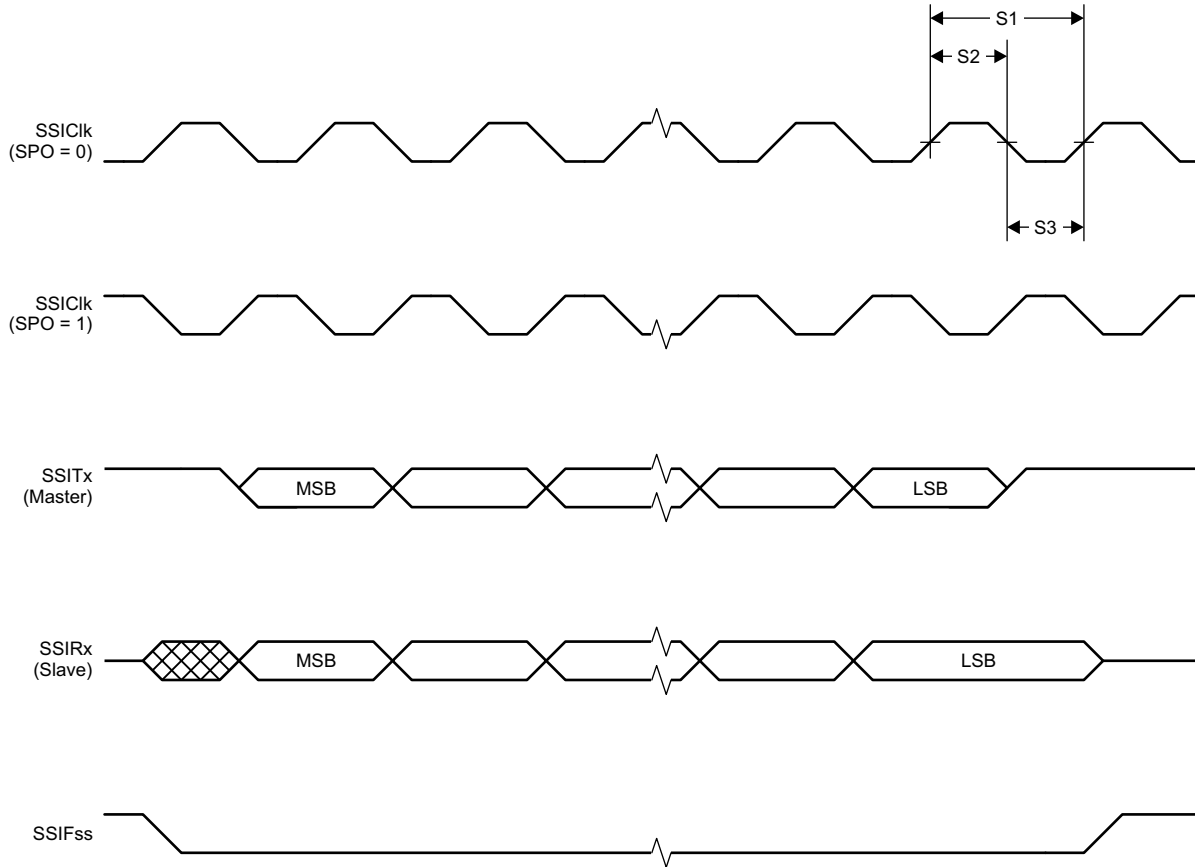 S1
S2
SSIClk
(SPO = 0)
S3
SSIClk
(SPO = 1)
SSITx
(Master)
MSB
LSB
SSIRx
(Slave)
MSB
LSB
SSIFss